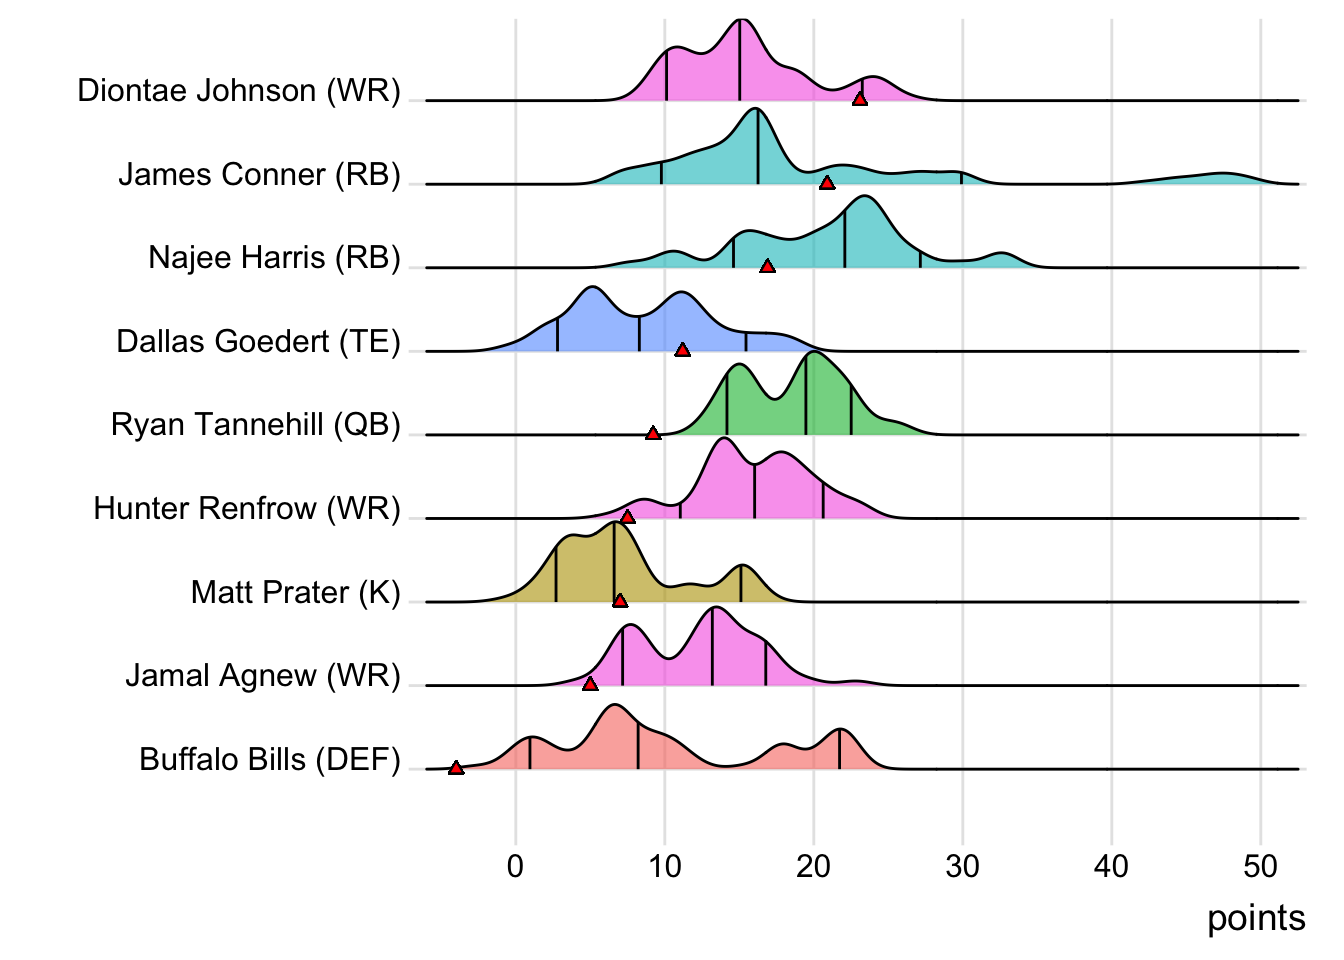 Diontae Johnson (WR)
James Conner (RB)
Najee Harris (RB)
Dallas Goedert (TE)
Ryan Tannehill (QB)
Hunter Renfrow (WR)
Matt Prater (K)
Jamal Agnew (WR)
Buffalo Bills (DEF)
0 10 20 30 40 50
points